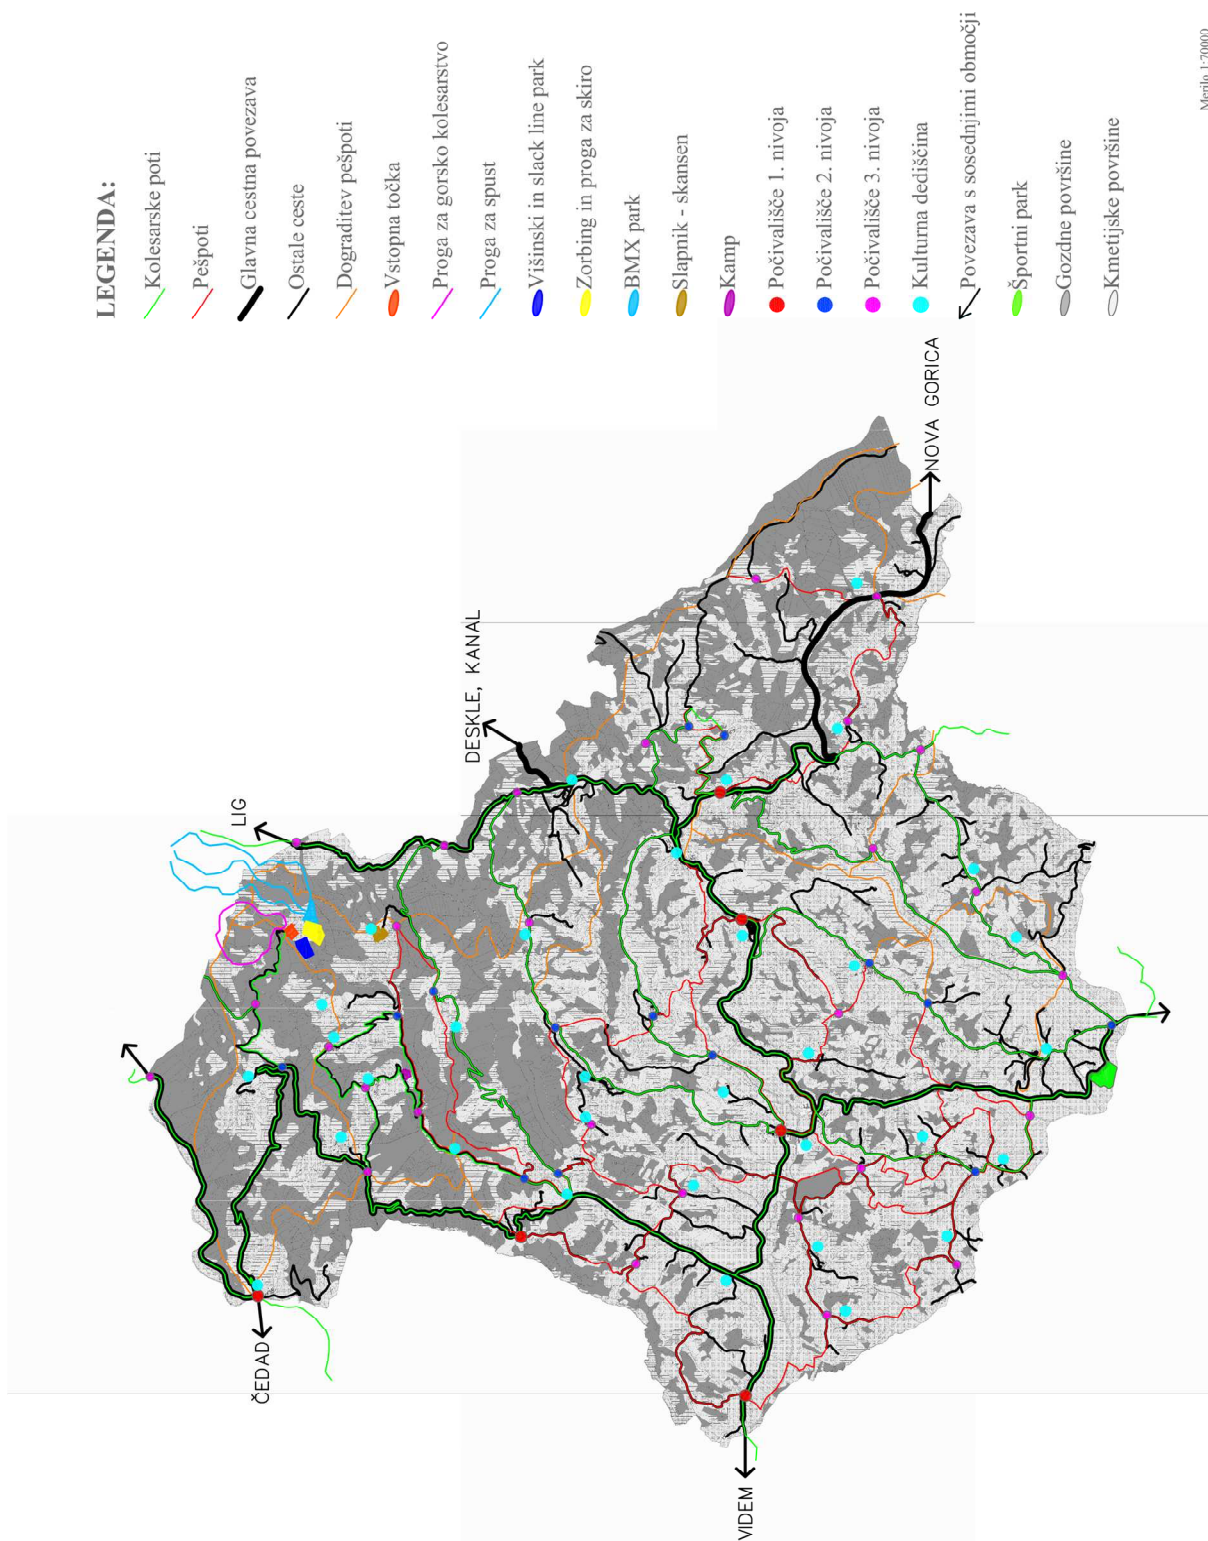 LEGENDA:
Kolesarske poti
Pešpoti
Glavna cestna povezava
Ostale ceste
Dograditev pešpoti
Vstopna točka
Proga za gorsko kolesarstvo
Proga za spust
Višinski in slack line park
Zorbing in proga za skiro
BMX park
Slapnik - skansen
Kamp
Počivališče 1. nivoja
Počivališče 2. nivoja
Počivališče 3. nivoja
Kulturna dediščina
Povezava s sosednjimi območji
Športni park
Gozdne površine
Kmetijske površine
Merilo 1:70000
LIG
DESKLE, KANAL
NOVA GORICA
ČEDAD
VIDEM